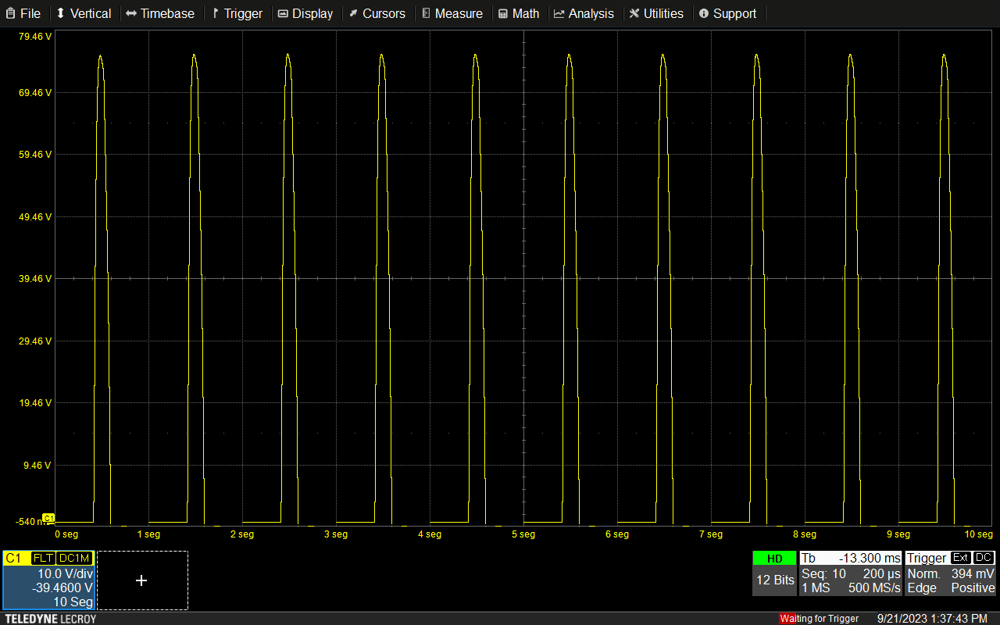 File Vertical Timebase Trigger Display Cursors Measure Math Analysis Utilities Support
79.46 V
69.46 V
59.46 V
49.46 V
39.46 V
29.46 V
19.46 V
9.46 V
-540 m
C1
0 seg 1 seg 2 seg 3 seg 4 seg 5 seg 6 seg 7 seg 8 seg 9 seg 10 seg
C1 FLT DC1M
10.0 V/div
-39.4600 V
10 Seg
+
HD
12 Bits
Tb -13.300 ms
Seq: 10 200 µs
1 MS 500 MS/s
Trigger Ext DC
Norm. 394 mV
Edge Positive
TELEDYNE LECROY
Waiting for Trigger 9/21/2023 1:37:43 PM